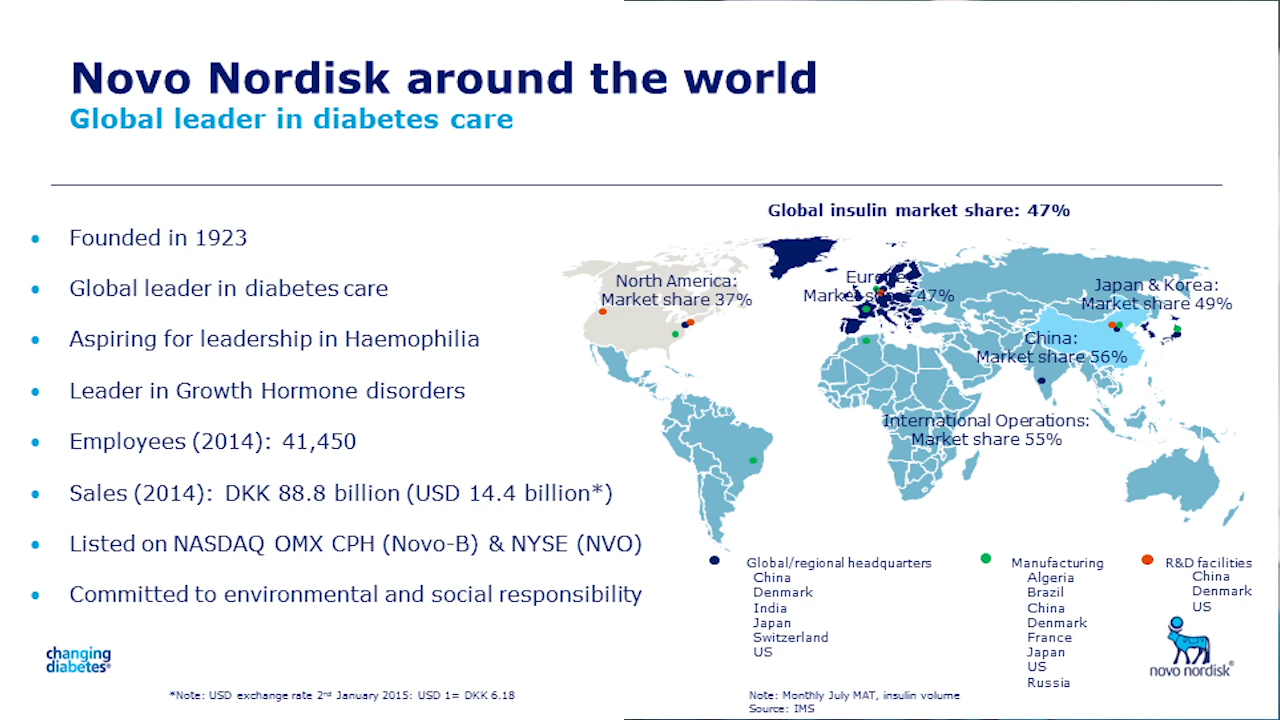 Novo Nordisk around the world
Global leader in diabetes care
Founded in 1923
Global leader in diabetes care
Aspiring for leadership in Haemophilia
Leader in Growth Hormone disorders
Employees (2014): 41,450
Sales (2014): DKK 88.8 billion (USD 14.4 billion*)
Listed on NASDAQ OMX CPH (Novo-B) & NYSE (NVO)
Committed to environmental and social responsibility
Global insulin market share: 47%
North America:
Market share 37%
Europe:
Market share 47%
Japan & Korea:
Market share 49%
China:
Market share 56%
International Operations:
Market share 55%
Global/regional headquarters
China
Denmark
India
Japan
Switzerland
US
Manufacturing
Algeria
Brazil
China
Denmark
France
Japan
US
Russia
R&D facilities
China
Denmark
US
changing
diabetes®
novo nordisk®
*Note: USD exchange rate 2nd January 2015: USD 1= DKK 6.18
Note: Monthly July MAT, insulin volume
Source: IMS